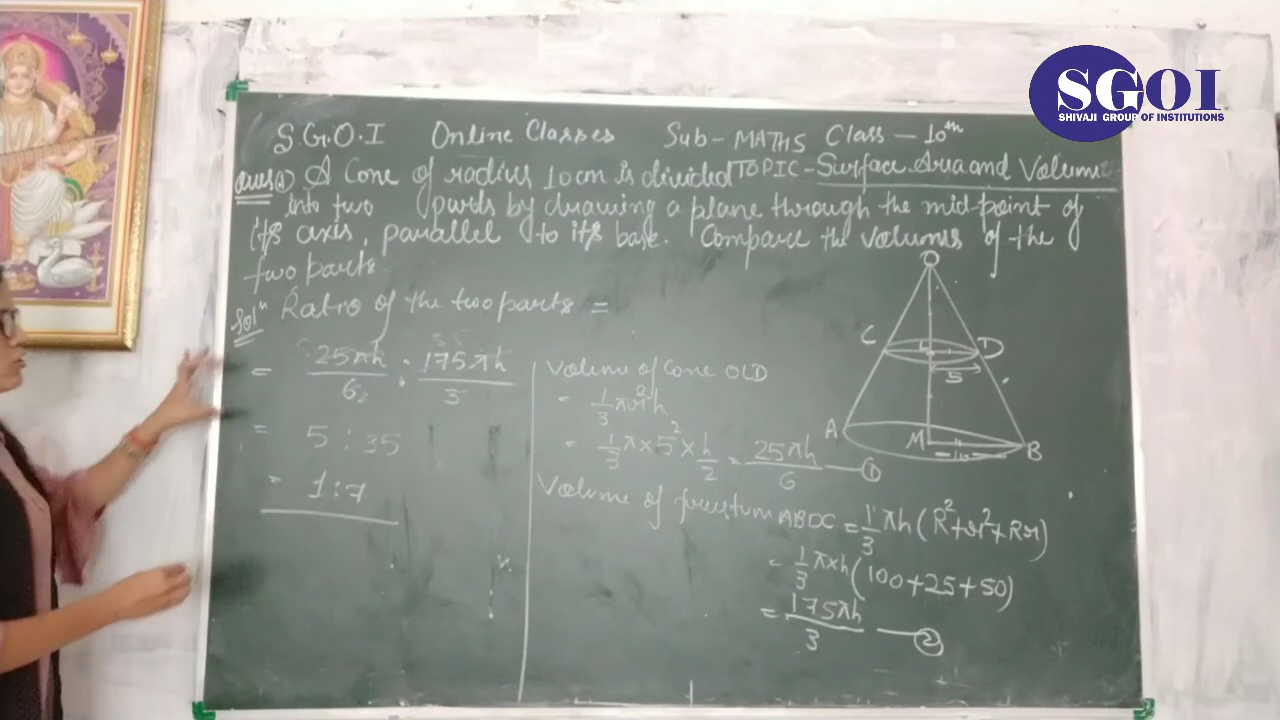 SGOI
SHIVAJI GROUP OF INSTITUTIONS
S.G.O.I Online Classes Sub- MATHS Class - 10th
TOPIC - Surface Area and Volume
Ques(a) A Cone of radius 10cm is divided
into two parts by drawing a plane through the mid-point of
its axis, parallel to its base. Compare the volumes of the
two parts.
Solⁿ Ratio of the two parts =
= 25πh/6 : 175πh/3
= 5 : 35
= 1:7
Volume of Cone OLD
= 1/3 πr²h
= 1/3 π×5²×h/2 = 25πh/6 — ①
Volume of frustum ABDC = 1/3 πh (R²+r²+Rr)
= 1/3 π×h (100+25+50)
= 175πh/3 — ②
O
C L D
5
A M B
10